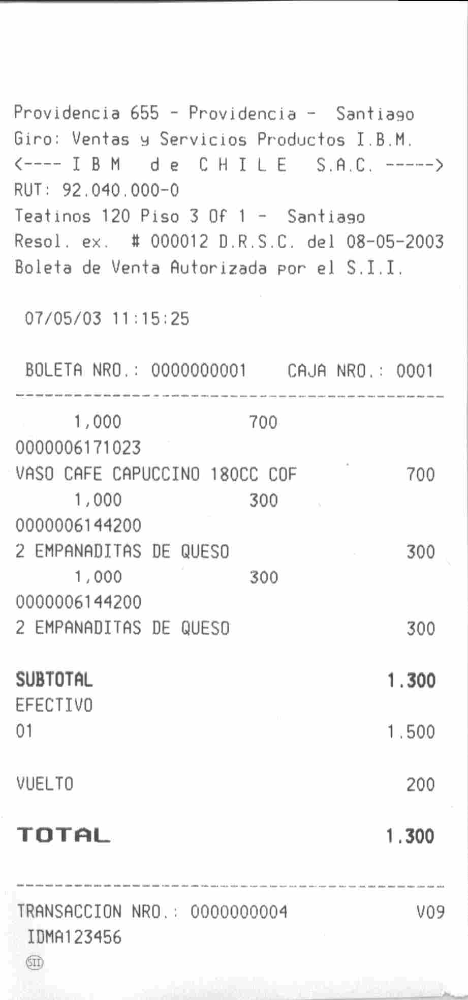 Providencia 655 - Providencia - Santiago
Giro: Ventas y Servicios Productos I.B.M.
<---- I B M  d e  C H I L E  S.A.C. ----->
RUT: 92.040.000-0
Teatinos 120 Piso 3 Of 1 - Santiago
Resol. ex. # 000012 D.R.S.C. del 08-05-2003
Boleta de Venta Autorizada por el S.I.I.
07/05/03 11:15:25
BOLETA NRO.: 0000000001 CAJA NRO.: 0001
1,000 700
0000006171023
VASO CAFE CAPUCCINO 180CC COF 700
1,000 300
0000006144200
2 EMPANADITAS DE QUESO 300
1,000 300
0000006144200
2 EMPANADITAS DE QUESO 300
SUBTOTAL 1.300
EFECTIVO
01 1.500
VUELTO 200
TOTAL 1.300
TRANSACCION NRO.: 0000000004 V09
IDMA123456
SII